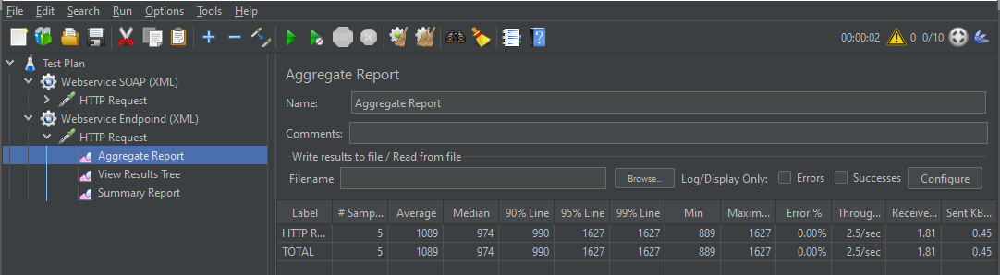 File Edit Search Run Options Tools Help
00:00:02 0 0/10
Test Plan
Webservice SOAP (XML)
HTTP Request
Webservice Endpoind (XML)
HTTP Request
Aggregate Report
View Results Tree
Summary Report
Aggregate Report
Name: Aggregate Report
Comments:
Write results to file / Read from file
Filename Browse... Log/Display Only: Errors Successes Configure
Label # Samp... Average Median 90% Line 95% Line 99% Line Min Maxim... Error % Throug... Receive... Sent KB...
HTTP R... 5 1089 974 990 1627 1627 889 1627 0.00% 2.5/sec 1.81 0.45
TOTAL 5 1089 974 990 1627 1627 889 1627 0.00% 2.5/sec 1.81 0.45